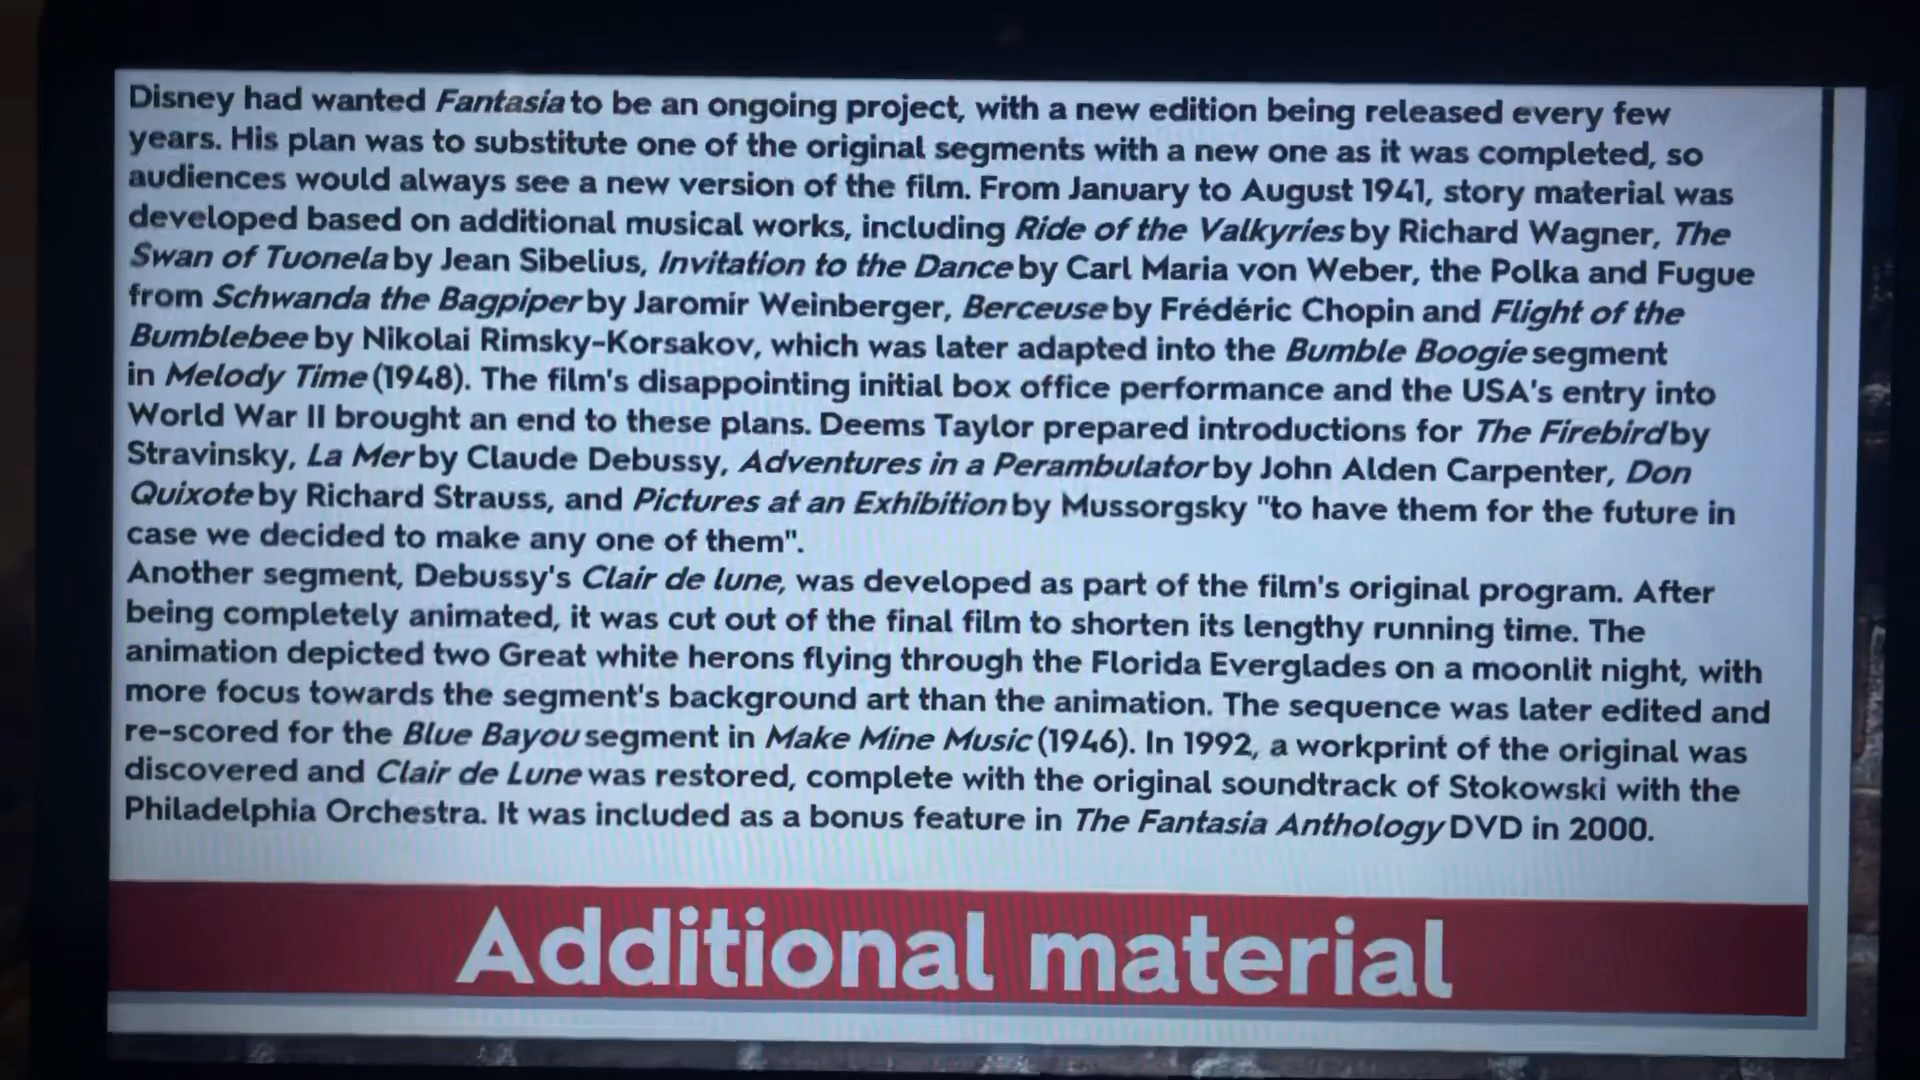 Disney had wanted Fantasia to be an ongoing project, with a new edition being released every few
years. His plan was to substitute one of the original segments with a new one as it was completed, so
audiences would always see a new version of the film. From January to August 1941, story material was
developed based on additional musical works, including Ride of the Valkyries by Richard Wagner, The
Swan of Tuonela by Jean Sibelius, Invitation to the Dance by Carl Maria von Weber, the Polka and Fugue
from Schwanda the Bagpiper by Jaromír Weinberger, Berceuse by Frédéric Chopin and Flight of the
Bumblebee by Nikolai Rimsky-Korsakov, which was later adapted into the Bumble Boogie segment
in Melody Time (1948). The film's disappointing initial box office performance and the USA's entry into
World War II brought an end to these plans. Deems Taylor prepared introductions for The Firebird by
Stravinsky, La Mer by Claude Debussy, Adventures in a Perambulator by John Alden Carpenter, Don
Quixote by Richard Strauss, and Pictures at an Exhibition by Mussorgsky "to have them for the future in
case we decided to make any one of them".
Another segment, Debussy's Clair de lune, was developed as part of the film's original program. After
being completely animated, it was cut out of the final film to shorten its lengthy running time. The
animation depicted two Great white herons flying through the Florida Everglades on a moonlit night, with
more focus towards the segment's background art than the animation. The sequence was later edited and
re-scored for the Blue Bayou segment in Make Mine Music (1946). In 1992, a workprint of the original was
discovered and Clair de Lune was restored, complete with the original soundtrack of Stokowski with the
Philadelphia Orchestra. It was included as a bonus feature in The Fantasia Anthology DVD in 2000.
Additional material